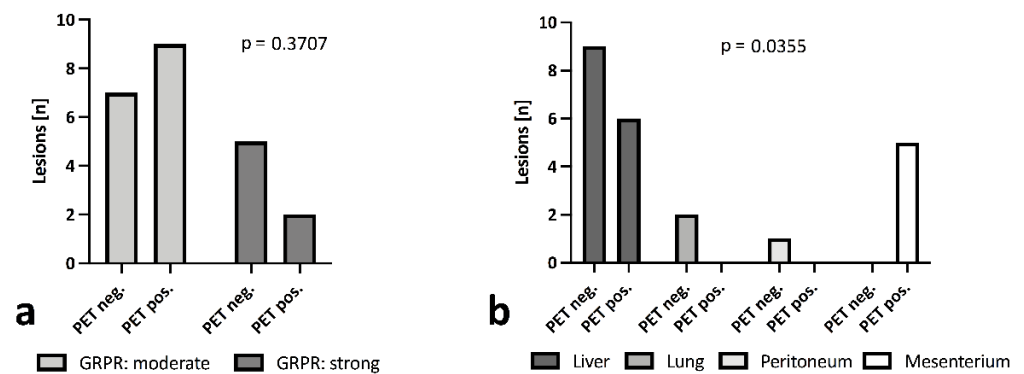 p = 0.3707
Lesions [n]
10
8
6
4
2
0
PET neg.
PET pos.
PET neg.
PET pos.
a
GRPR: moderate
GRPR: strong
p = 0.0355
Lesions [n]
10
8
6
4
2
0
PET neg.
PET pos.
PET neg.
PET pos.
PET neg.
PET pos.
PET neg.
PET pos.
b
Liver
Lung
Peritoneum
Mesenterium